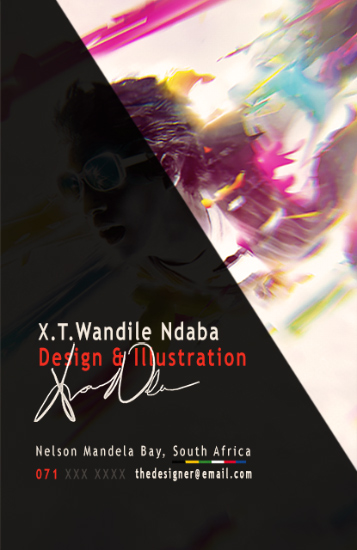 X.T.Wandile Ndaba
Design & Illustration
Nelson Mandela Bay, South Africa
071 XXX XXXX thedesigner@email.com